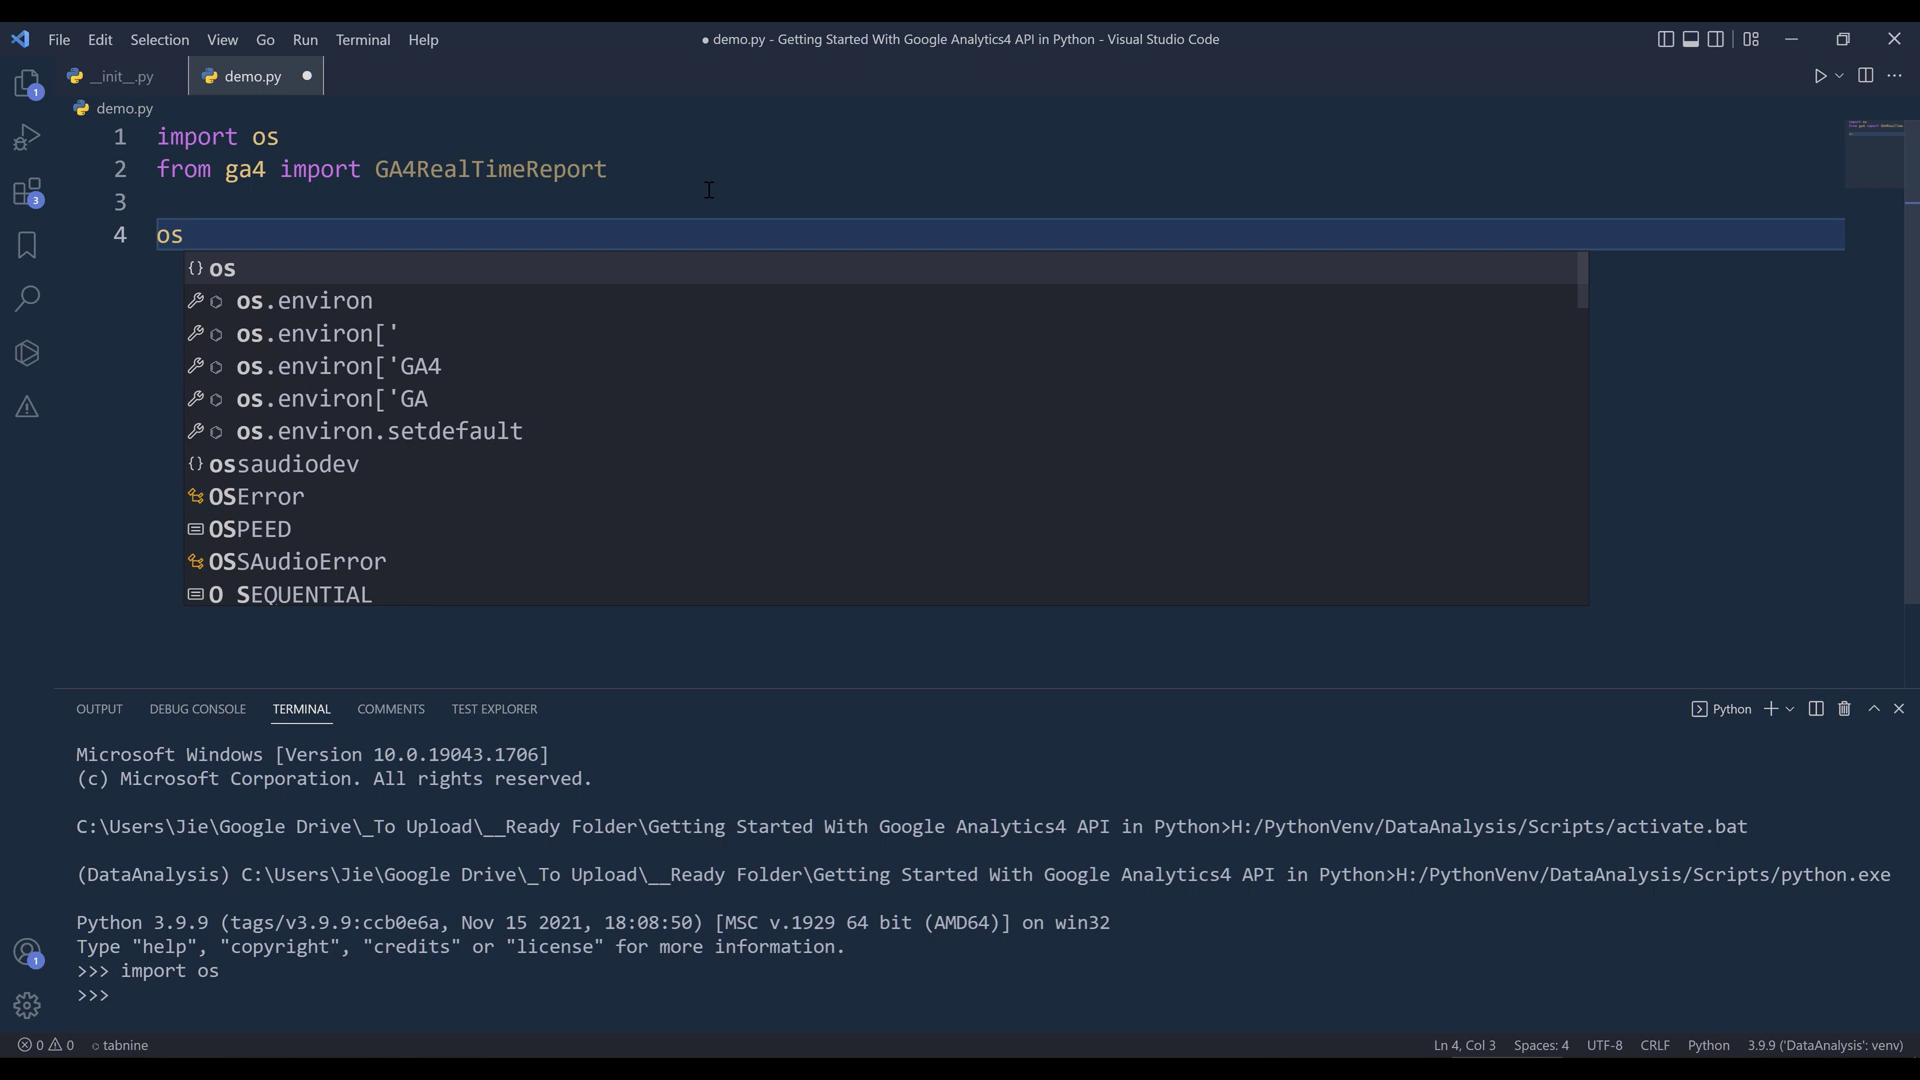 File Edit Selection View Go Run Terminal Help
● demo.py - Getting Started With Google Analytics4 API in Python - Visual Studio Code
__init__.py
demo.py
demo.py
1 import os
2 from ga4 import GA4RealTimeReport
3
4 os
os
os.environ
os.environ['
os.environ['GA4
os.environ['GA
os.environ.setdefault
ossaudiodev
OSError
OSPEED
OSSAudioError
O_SEQUENTIAL
1
3
1
OUTPUT DEBUG CONSOLE TERMINAL COMMENTS TEST EXPLORER
Python
Microsoft Windows [Version 10.0.19043.1706]
(c) Microsoft Corporation. All rights reserved.
C:\Users\Jie\Google Drive\_To Upload\__Ready Folder\Getting Started With Google Analytics4 API in Python>H:/PythonVenv/DataAnalysis/Scripts/activate.bat
(DataAnalysis) C:\Users\Jie\Google Drive\_To Upload\__Ready Folder\Getting Started With Google Analytics4 API in Python>H:/PythonVenv/DataAnalysis/Scripts/python.exe
Python 3.9.9 (tags/v3.9.9:ccb0e6a, Nov 15 2021, 18:08:50) [MSC v.1929 64 bit (AMD64)] on win32
Type "help", "copyright", "credits" or "license" for more information.
>>> import os
>>>
0 0 tabnine
Ln 4, Col 3 Spaces: 4 UTF-8 CRLF Python 3.9.9 ('DataAnalysis': venv)